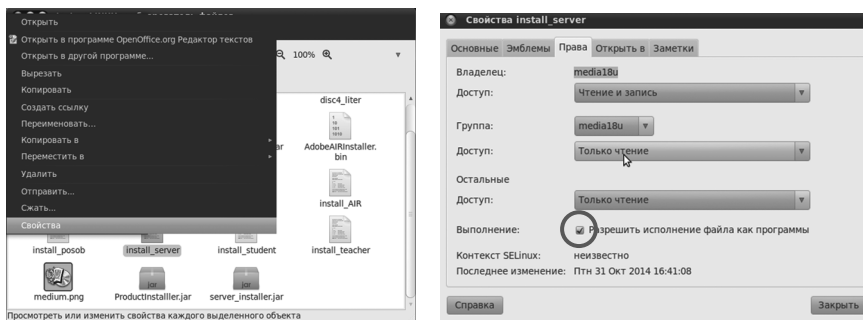 Открыть
Открыть в программе OpenOffice.org Редактор текстов
Открыть в другой программе...
100%
Вырезать
Копировать
Создать ссылку
Переименовать...
Копировать в
Переместить в
Удалить
Отправить...
Сжать...
Свойства
disc4_liter
AdobeAIRInstaller.
bin
install_AIR
install_posob
install_server
install_student
install_teacher
medium.png
ProductInstalller.jar
server_installer.jar
Просмотреть или изменить свойства каждого выделенного объекта
Свойства install_server
Основные Эмблемы Права Открыть в Заметки
Владелец: media18u
Доступ: Чтение и запись
Группа: media18u
Доступ: Только чтение
Остальные
Доступ: Только чтение
Выполнение: Разрешить исполнение файла как программы
Контекст SELinux: неизвестно
Последнее изменение: Птн 31 Окт 2014 16:41:08
Справка Закрыть